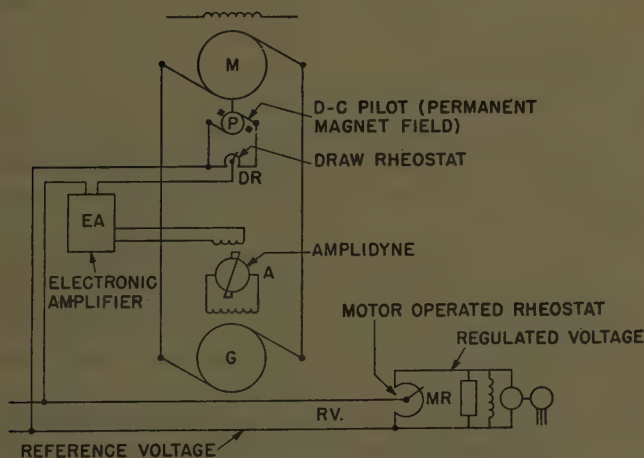 M
P
D-C PILOT (PERMANENT
MAGNET FIELD)
DRAW RHEOSTAT
DR
EA
ELECTRONIC
AMPLIFIER
AMPLIDYNE
A
MOTOR OPERATED RHEOSTAT
REGULATED VOLTAGE
G
MR
RV.
REFERENCE VOLTAGE